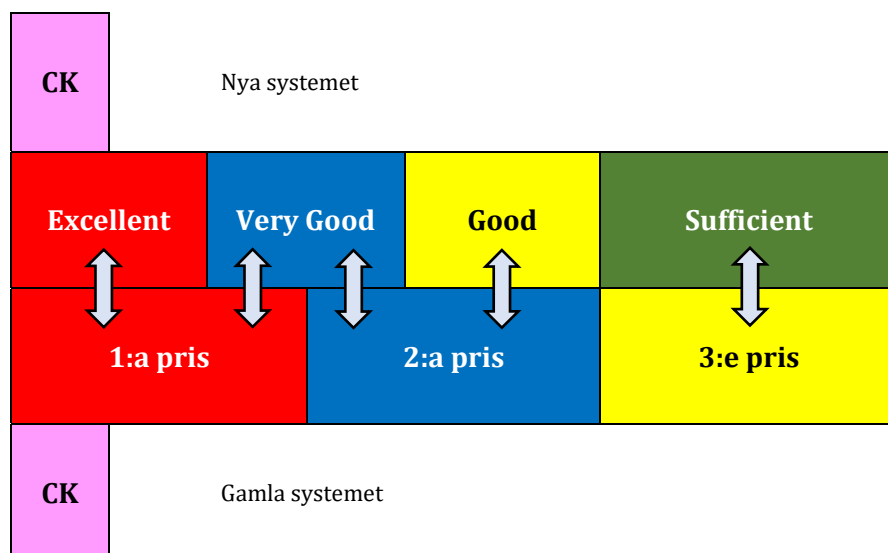 CK
Nya systemet
Excellent
Very Good
Good
Sufficient
1:a pris
2:a pris
3:e pris
CK
Gamla systemet